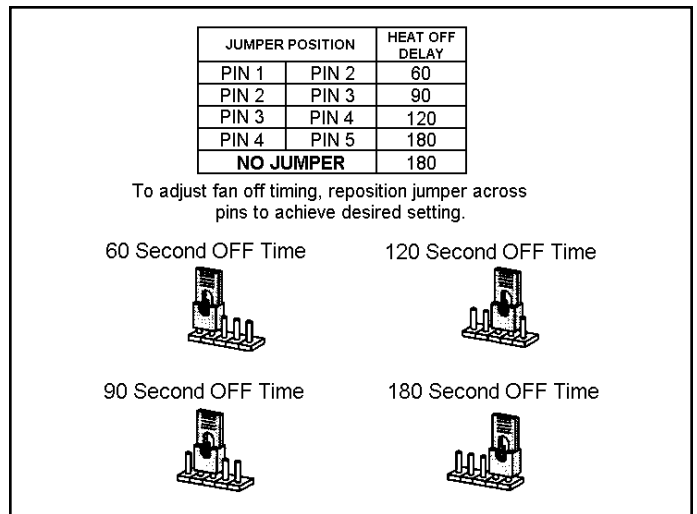 JUMPER POSITION HEAT OFF DELAY
PIN 1 PIN 2 60
PIN 2 PIN 3 90
PIN 3 PIN 4 120
PIN 4 PIN 5 180
NO JUMPER 180
To adjust fan off timing, reposition jumper across
pins to achieve desired setting.
60 Second OFF Time
120 Second OFF Time
90 Second OFF Time
180 Second OFF Time